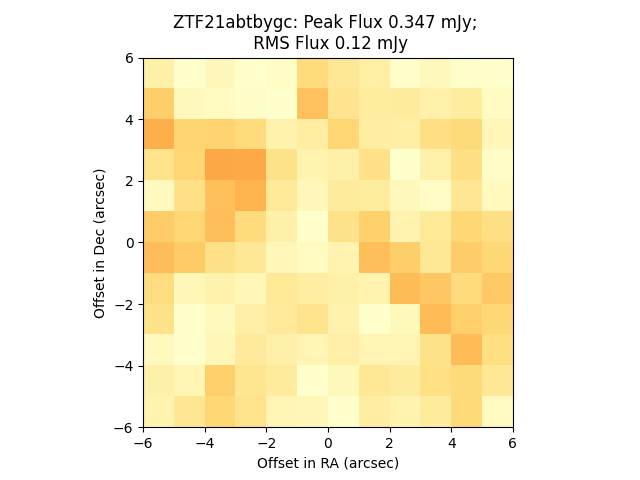 ZTF21abtbygc: Peak Flux 0.347 mJy;
RMS Flux 0.12 mJy
6
4
2
0
−2
−4
−6
Offset in Dec (arcsec)
−6 −4 −2 0 2 4 6
Offset in RA (arcsec)